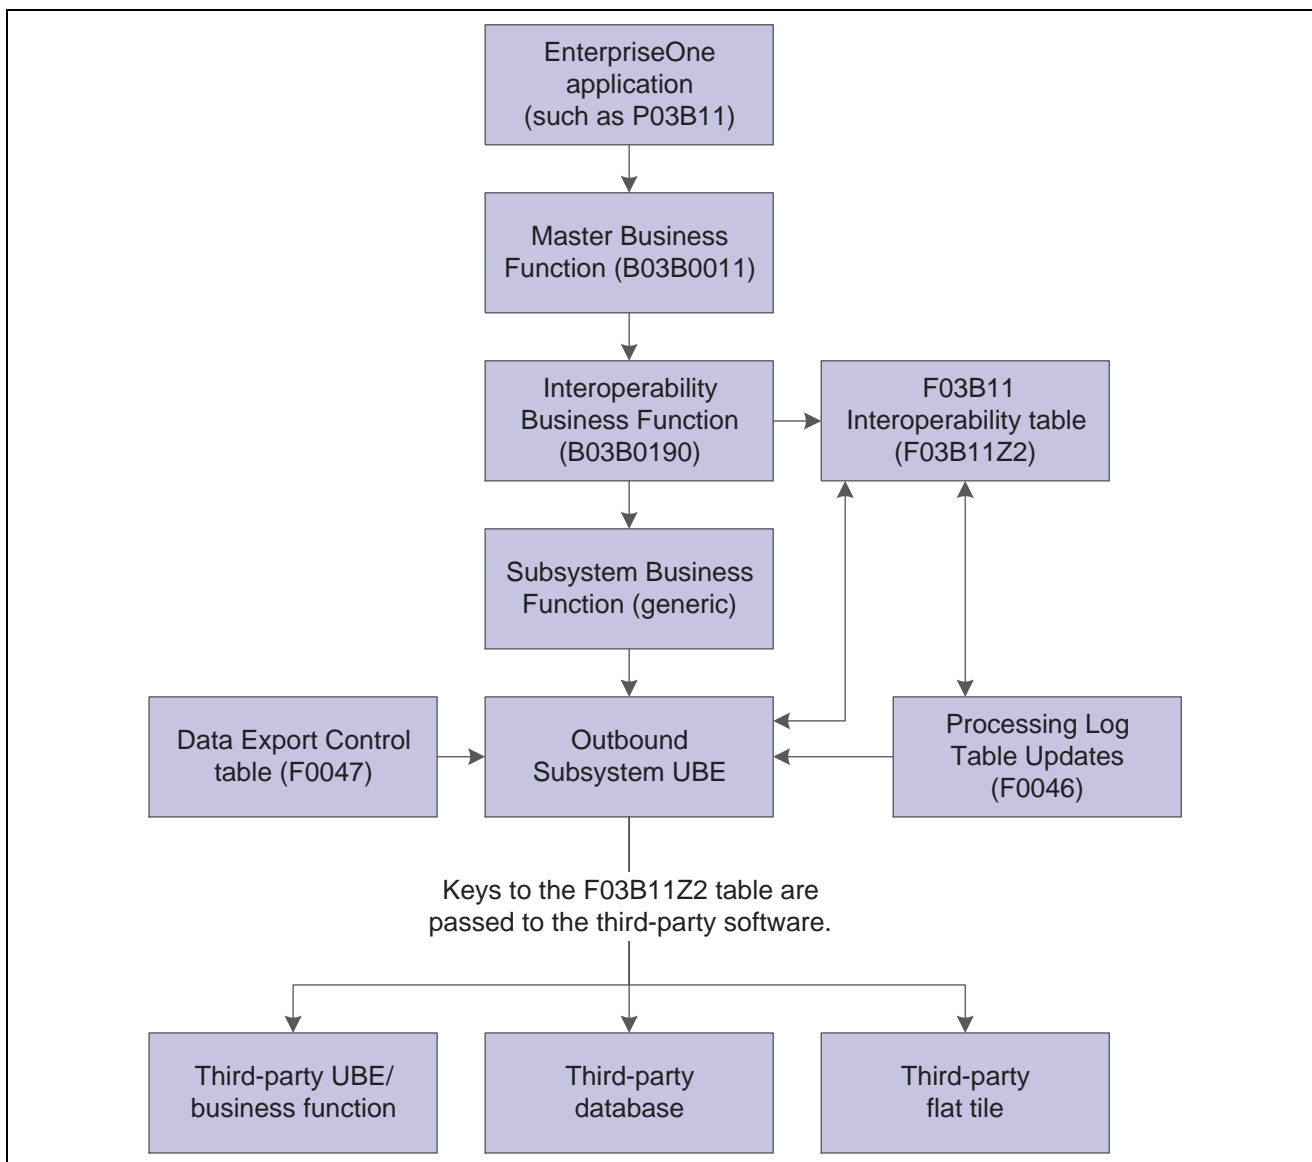 EnterpriseOne
application
(such as P03B11)
Master Business
Function (B03B0011)
Interoperability
Business Function
(B03B0190)
F03B11
Interoperability table
(F03B11Z2)
Subsystem Business
Function (generic)
Data Export Control
table (F0047)
Outbound
Subsystem UBE
Processing Log
Table Updates
(F0046)
Keys to the F03B11Z2 table are
passed to the third-party software.
Third-party UBE/
business function
Third-party
database
Third-party
flat tile